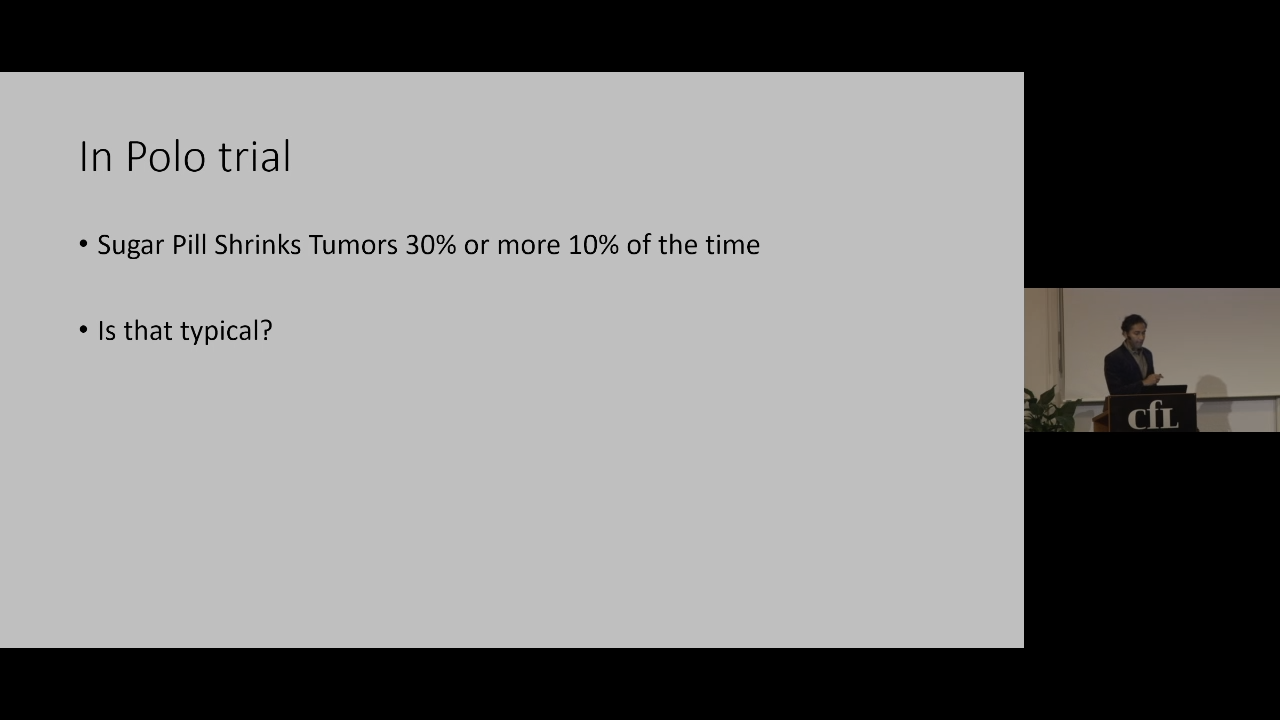 In Polo trial
• Sugar Pill Shrinks Tumors 30% or more 10% of the time
• Is that typical?
cfL